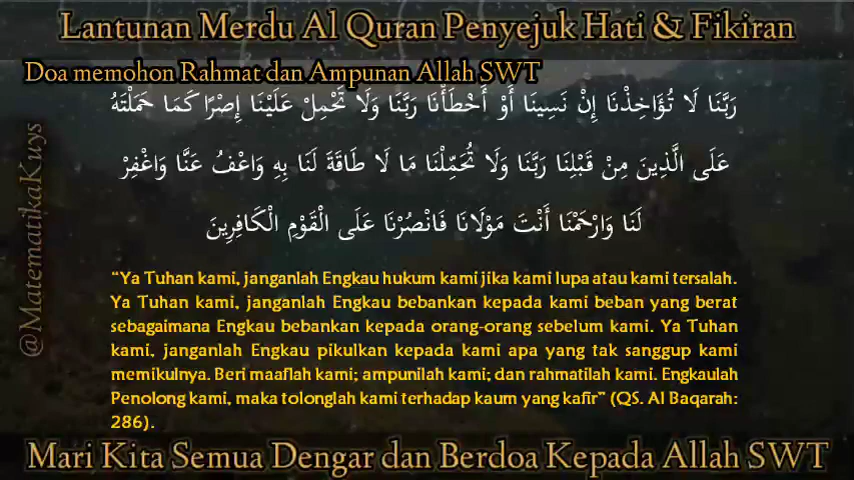 Lantunan Merdu Al Quran Penyejuk Hati & Fikiran
Doa memohon Rahmat dan Ampunan Allah SWT
رَبَّنَا لَا تُؤَاخِذْنَا إِنْ نَسِينَا أَوْ أَخْطَأْنَا رَبَّنَا وَلَا تَحْمِلْ عَلَيْنَا إِصْرًا كَمَا حَمَلْتَهُ
عَلَى الَّذِينَ مِنْ قَبْلِنَا رَبَّنَا وَلَا تُحَمِّلْنَا مَا لَا طَاقَةَ لَنَا بِهِ وَاعْفُ عَنَّا وَاغْفِرْ
لَنَا وَارْحَمْنَا أَنْتَ مَوْلَانَا فَانْصُرْنَا عَلَى الْقَوْمِ الْكَافِرِينَ
“Ya Tuhan kami, janganlah Engkau hukum kami jika kami lupa atau kami tersalah.
Ya Tuhan kami, janganlah Engkau bebankan kepada kami beban yang berat
sebagaimana Engkau bebankan kepada orang-orang sebelum kami. Ya Tuhan
kami, janganlah Engkau pikulkan kepada kami apa yang tak sanggup kami
memikulnya. Beri maaflah kami; ampunilah kami; dan rahmatilah kami. Engkaulah
Penolong kami, maka tolonglah kami terhadap kaum yang kafir” (QS. Al Baqarah:
286).
@MatematikaKuys
Mari Kita Semua Dengar dan Berdoa Kepada Allah SWT